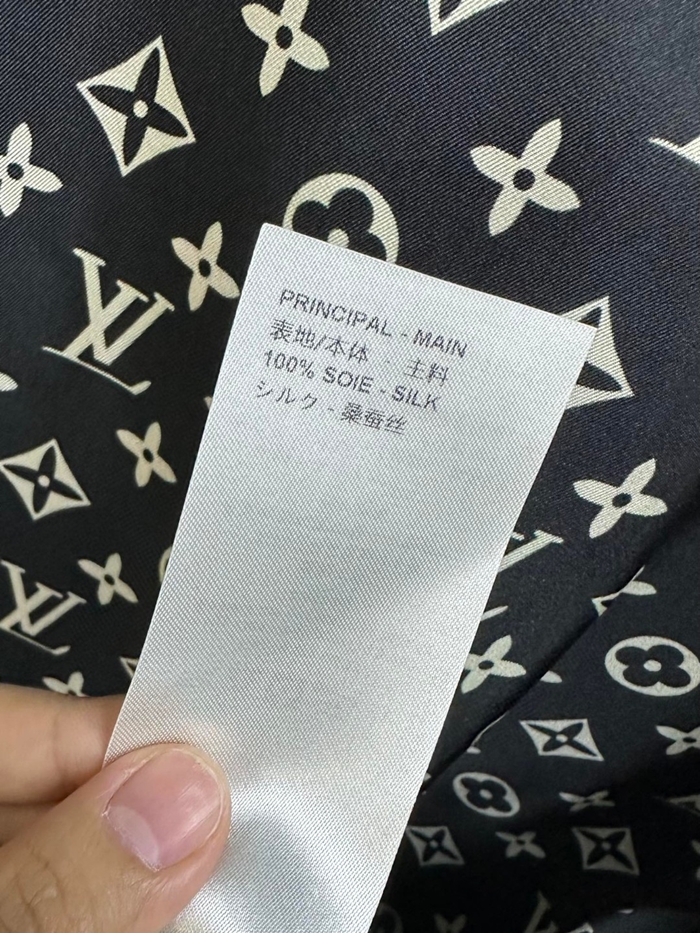 PRINCIPAL - MAIN
表地/本体 - 主料
100% SOIE - SILK
シルク - 桑蚕丝